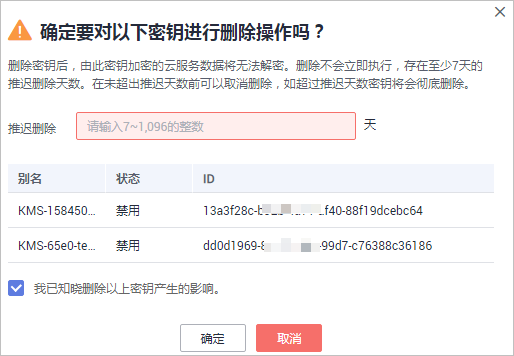 确定要对以下密钥进行删除操作吗？
删除密钥后，由此密钥加密的云服务数据将无法解密。删除不会立即执行，存在至少7天的
推迟删除天数。在未超出推迟天数前可以取消删除，如超过推迟天数密钥将会彻底删除。
推迟删除 请输入7~1,096的整数 天
别名 状态 ID
KMS-158450... 禁用 13a3f28c- f40-88f19dcebc64
KMS-65e0-te... 禁用 dd0d1969- -99d7-c76388c36186
我已知晓删除以上密钥产生的影响。
确定 取消